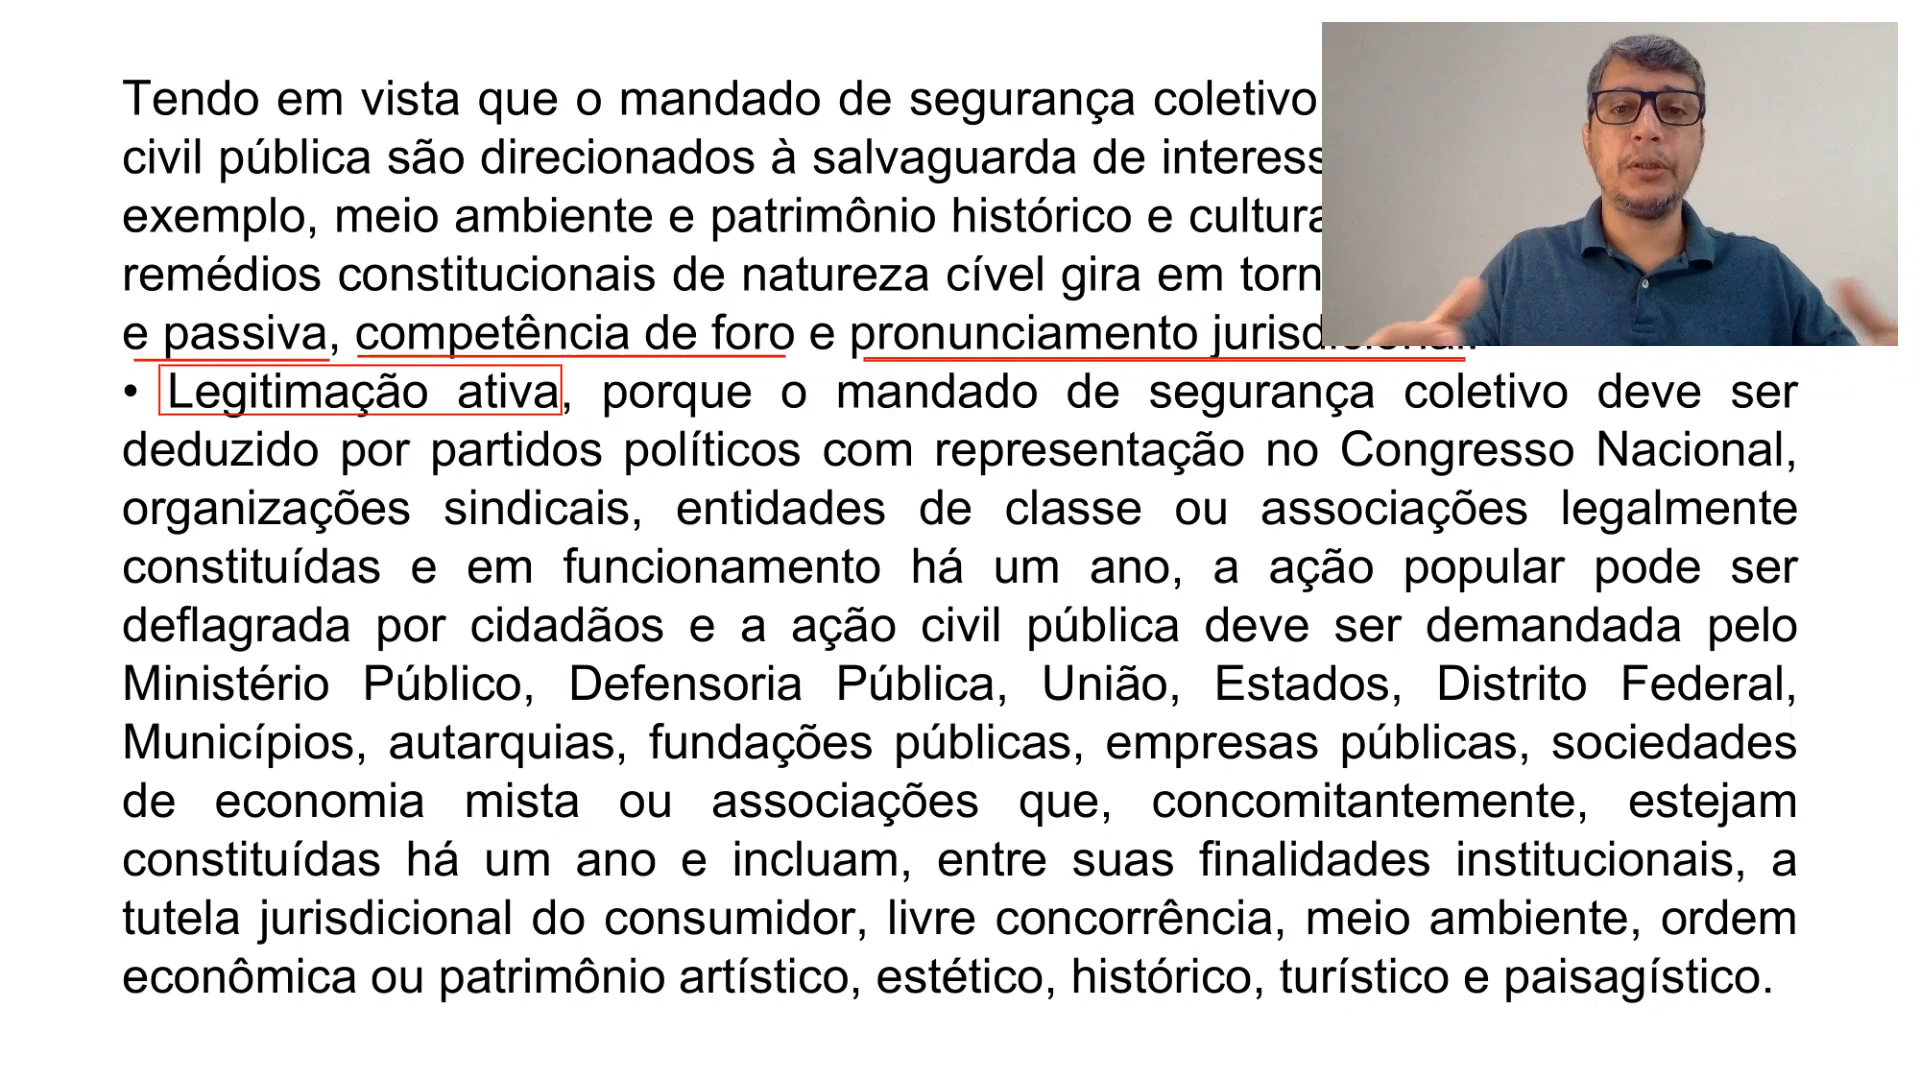 Tendo em vista que o mandado de segurança coletivo
civil pública são direcionados à salvaguarda de
exemplo, meio ambiente e patrimônio histórico e
remédios constitucionais de natureza cível gira em
e passiva, competência de foro e pronunciamento
• Legitimação ativa, porque o mandado de segurança coletivo deve ser
deduzido por partidos políticos com representação no Congresso Nacional,
organizações sindicais, entidades de classe ou associações legalmente
constituídas e em funcionamento há um ano, a ação popular pode ser
deflagrada por cidadãos e a ação civil pública deve ser demandada pelo
Ministério Público, Defensoria Pública, União, Estados, Distrito Federal,
Municípios, autarquias, fundações públicas, empresas públicas, sociedades
de economia mista ou associações que, concomitantemente, estejam
constituídas há um ano e incluam, entre suas finalidades institucionais, a
tutela jurisdicional do consumidor, livre concorrência, meio ambiente, ordem
econômica ou patrimônio artístico, estético, histórico, turístico e paisagístico.